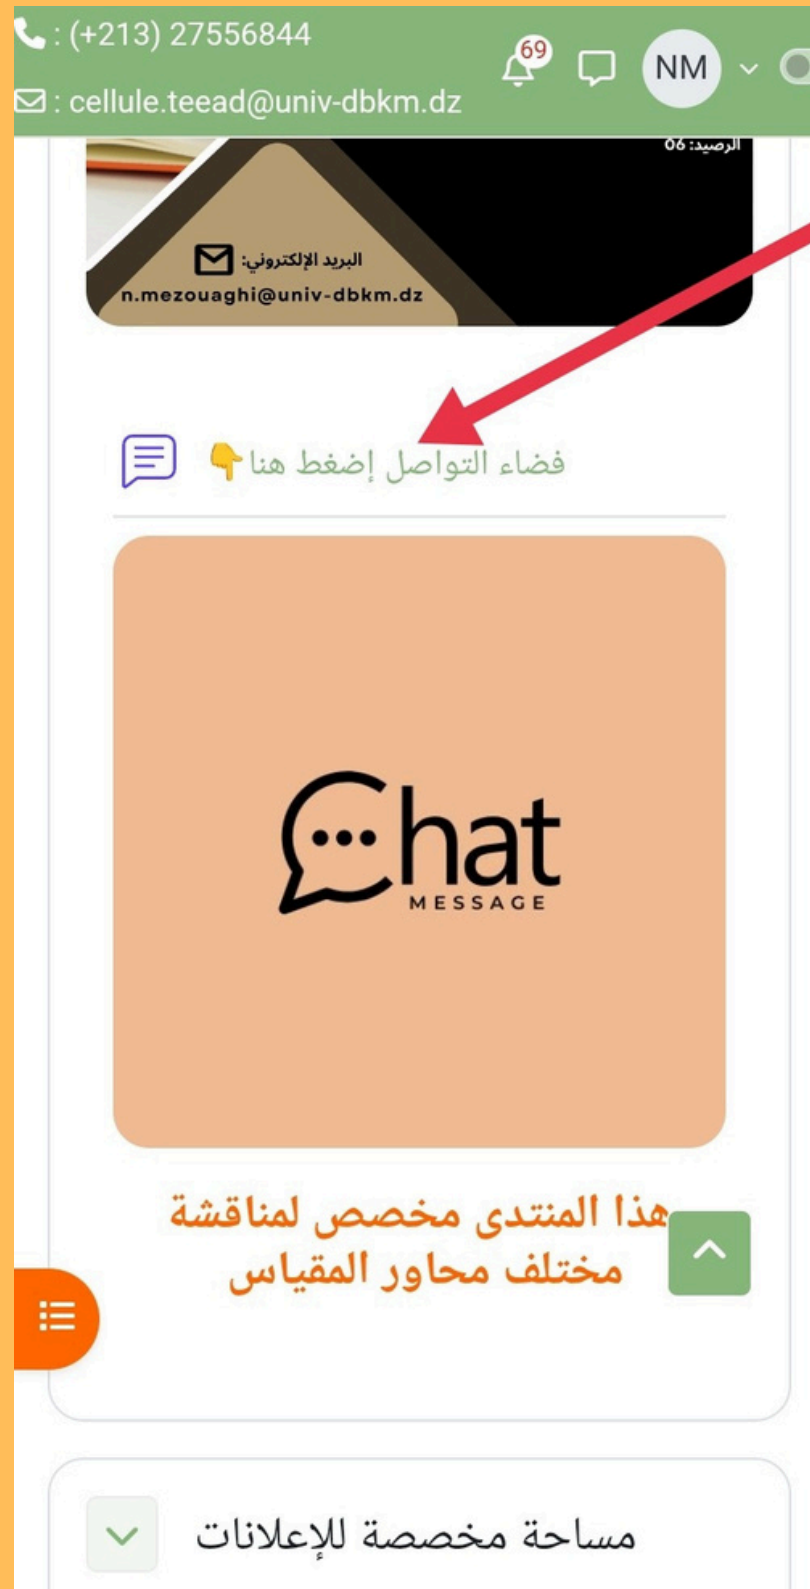 : (+213) 27556844
69
NM
: cellule.teead@univ-dbkm.dz
الرصيد: 06
البريد الإلكتروني:
n.mezouaghi@univ-dbkm.dz
فضاء التواصل إضغط هنا👇
Chat
MESSAGE
هذا المنتدى مخصص لمناقشة
مختلف محاور المقياس
مساحة مخصصة للإعلانات